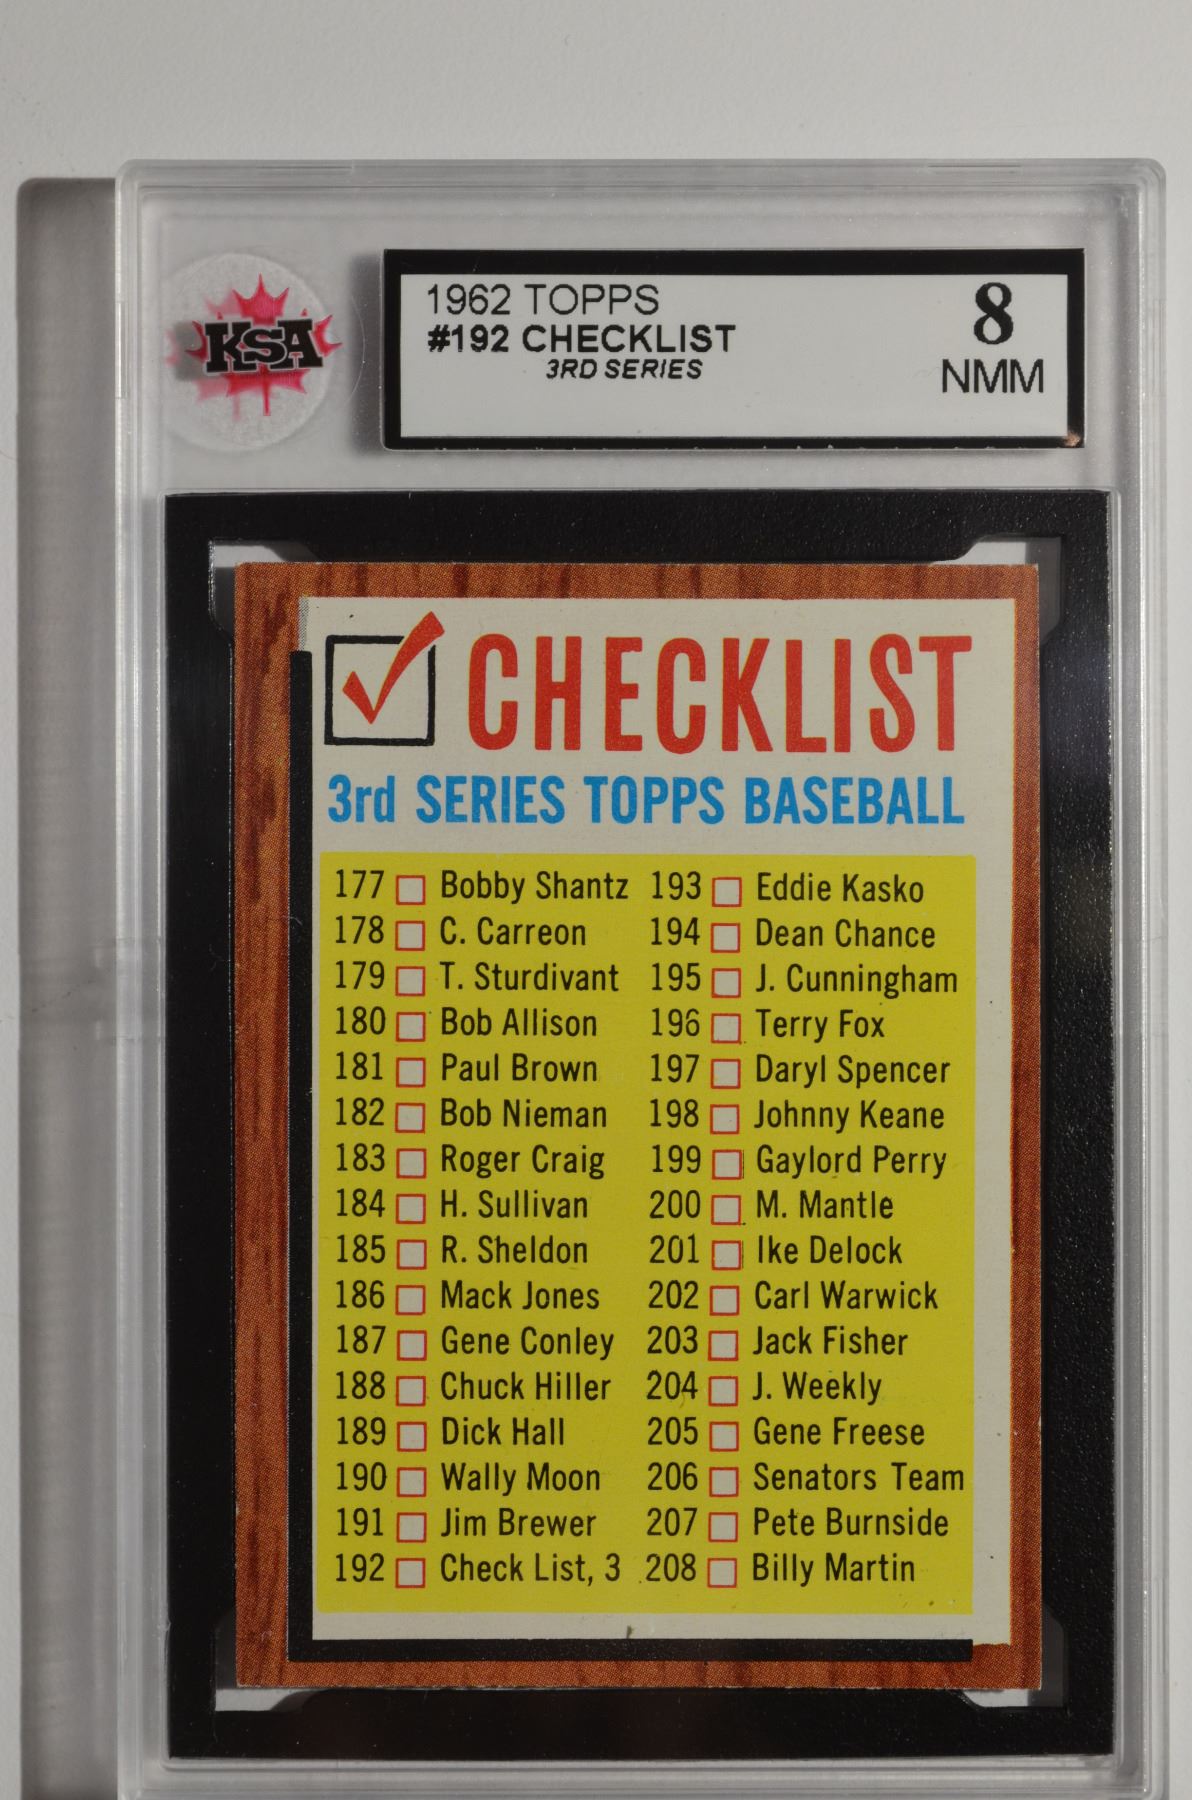 KSA
1962 TOPPS
#192 CHECKLIST
3RD SERIES
8
NMM
CHECKLIST
3rd SERIES TOPPS BASEBALL
177 Bobby Shantz
178 C. Carreon
179 T. Sturdivant
180 Bob Allison
181 Paul Brown
182 Bob Nieman
183 Roger Craig
184 H. Sullivan
185 R. Sheldon
186 Mack Jones
187 Gene Conley
188 Chuck Hiller
189 Dick Hall
190 Wally Moon
191 Jim Brewer
192 Check List, 3
193 Eddie Kasko
194 Dean Chance
195 J. Cunningham
196 Terry Fox
197 Daryl Spencer
198 Johnny Keane
199 Gaylord Perry
200 M. Mantle
201 Ike Delock
202 Carl Warwick
203 Jack Fisher
204 J. Weekly
205 Gene Freese
206 Senators Team
207 Pete Burnside
208 Billy Martin